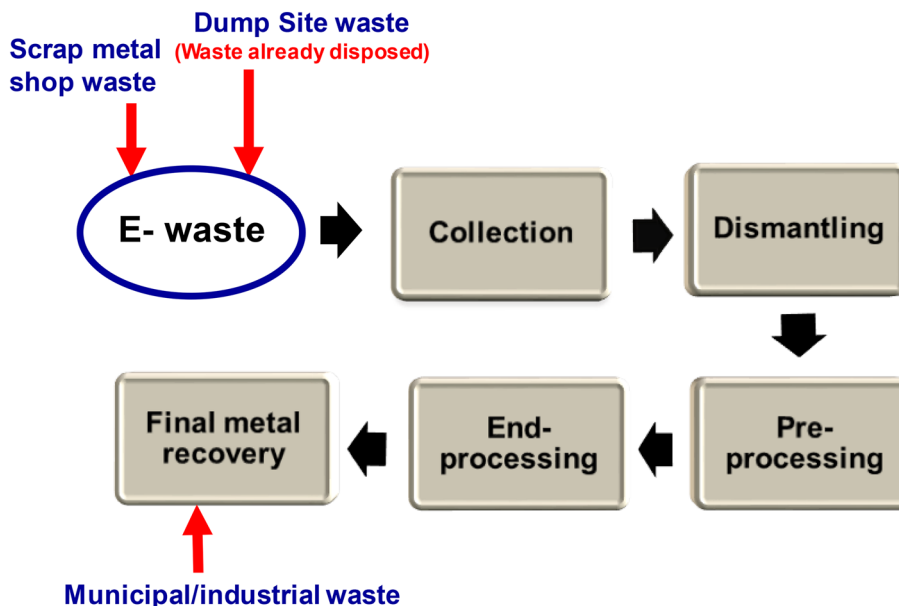 Dump Site waste
(Waste already disposed)
Scrap metal
shop waste
E- waste
Collection
Dismantling
Final metal
recovery
End-
processing
Pre-
processing
Municipal/industrial waste